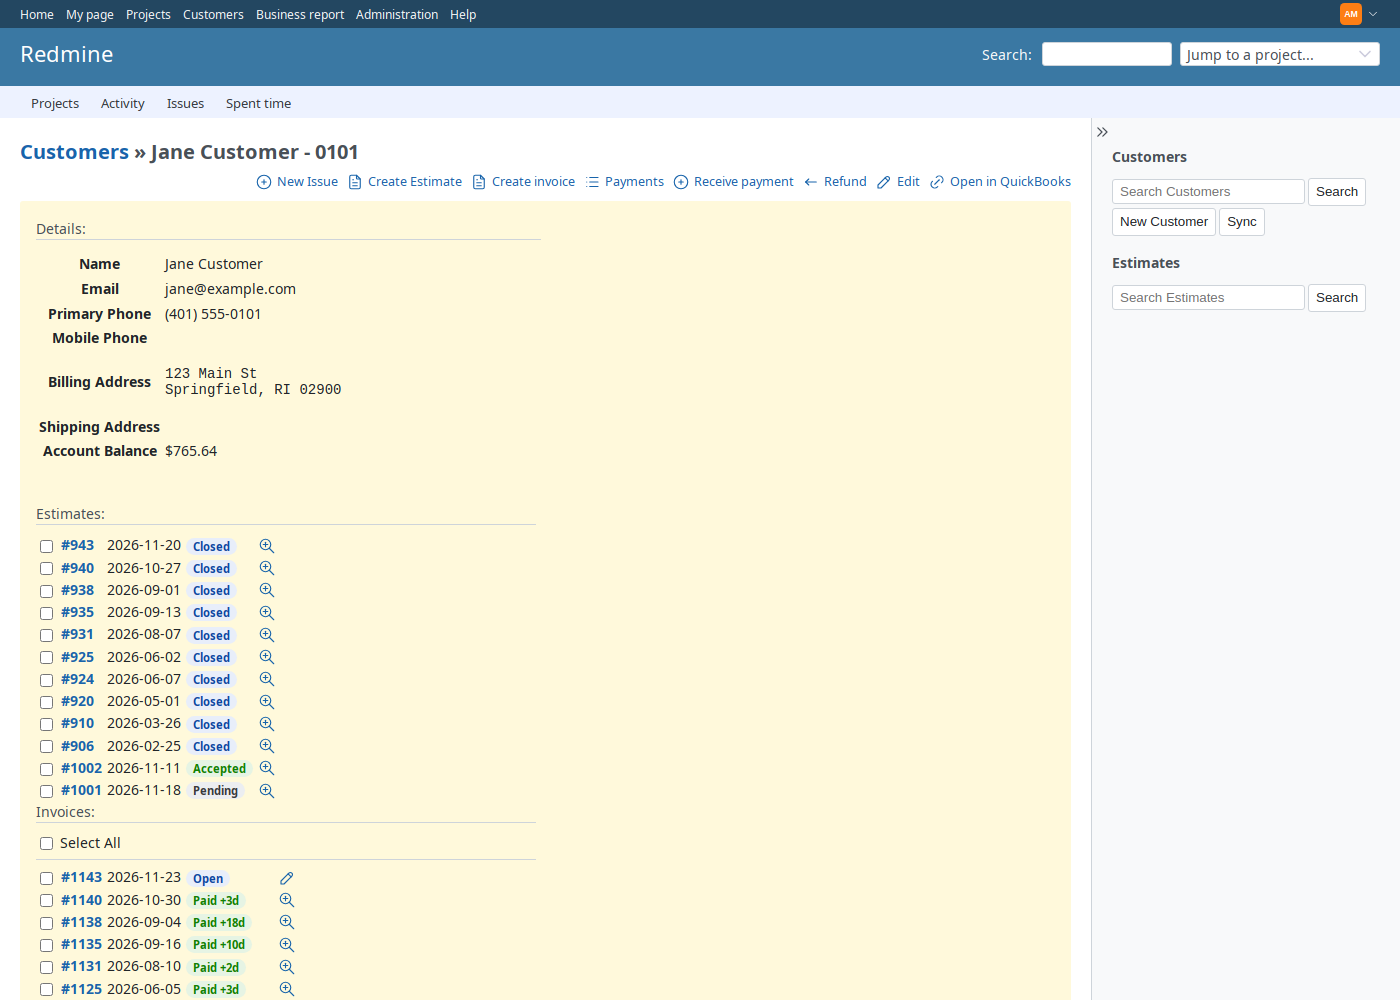 Home My page Projects Customers Business report Administration Help AM
Redmine Search: Jump to a project...
Projects Activity Issues Spent time
Customers » Jane Customer - 0101
New Issue Create Estimate Create invoice Payments Receive payment Refund Edit Open in QuickBooks
Details:
Name Jane Customer
Email jane@example.com
Primary Phone (401) 555-0101
Mobile Phone
Billing Address 123 Main St
Springfield, RI 02900
Shipping Address
Account Balance $765.64
Estimates:
#943 2026-11-20 Closed
#940 2026-10-27 Closed
#938 2026-09-01 Closed
#935 2026-09-13 Closed
#931 2026-08-07 Closed
#925 2026-06-02 Closed
#924 2026-06-07 Closed
#920 2026-05-01 Closed
#910 2026-03-26 Closed
#906 2026-02-25 Closed
#1002 2026-11-11 Accepted
#1001 2026-11-18 Pending
Invoices:
Select All
#1143 2026-11-23 Open
#1140 2026-10-30 Paid +3d
#1138 2026-09-04 Paid +18d
#1135 2026-09-16 Paid +10d
#1131 2026-08-10 Paid +2d
#1125 2026-06-05 Paid +3d
Customers
Search Customers Search
New Customer Sync
Estimates
Search Estimates Search